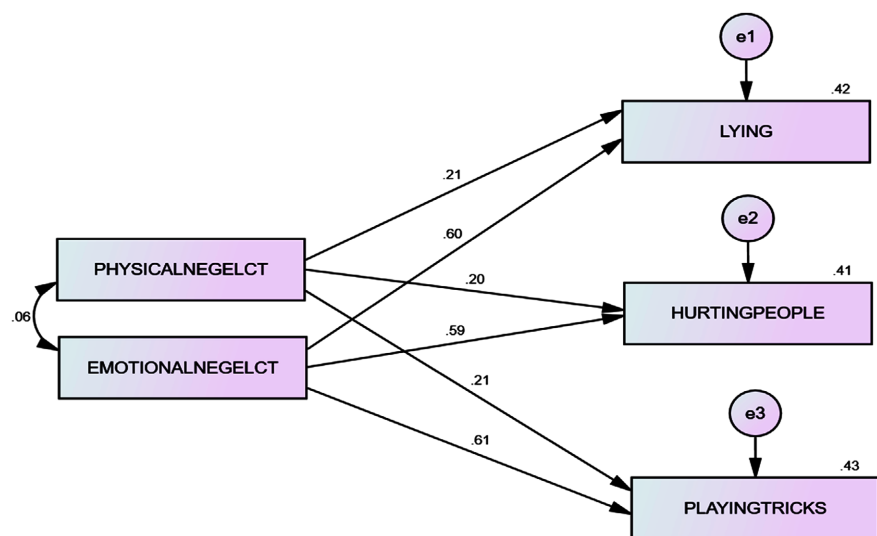 e1
.42
LYING
.21
e2
.60
PHYSICALNEGELCT
.41
.20
HURTINGPEOPLE
.06
.59
EMOTIONALNEGELCT
.21
e3
.61
.43
PLAYINGTRICKS